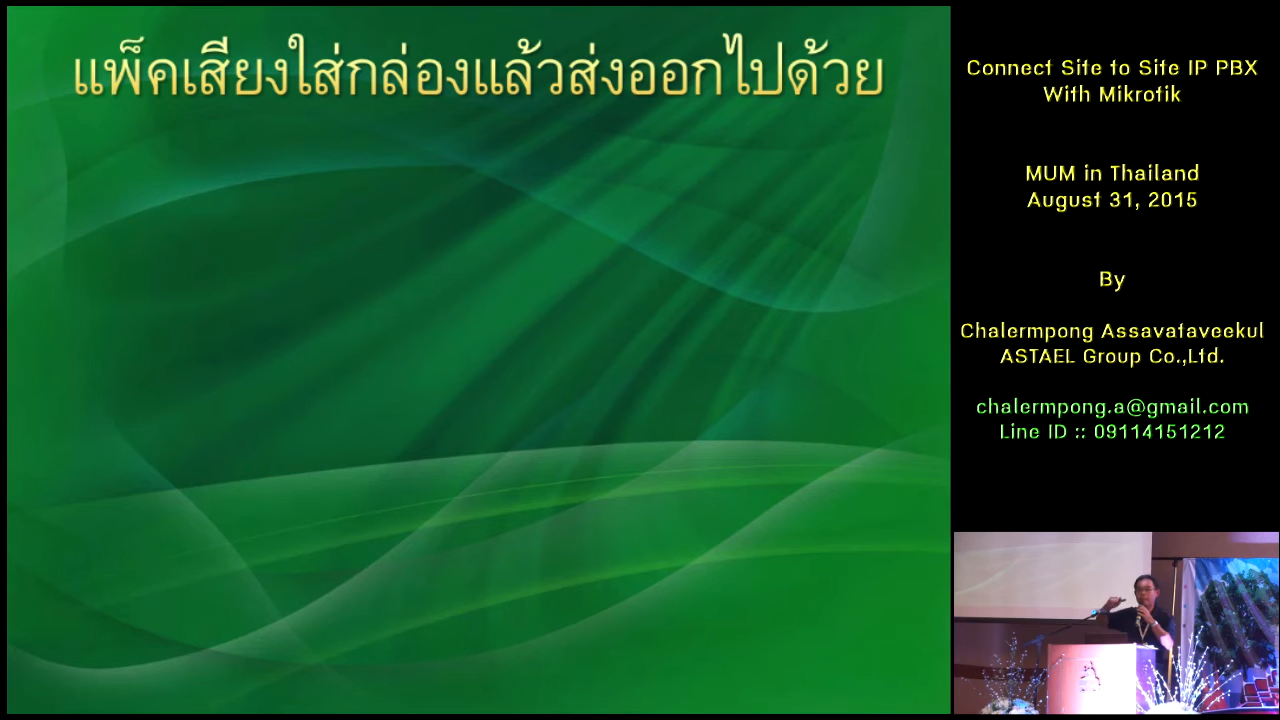 แพ็คเสียงใส่กล่องแล้วส่งออกไปด้วย
Connect Site to Site IP PBX
With Mikrotik
MUM in Thailand
August 31, 2015
By
Chalermpong Assavataveekul
ASTAEL Group Co.,Ltd.
chalermpong.a@gmail.com
Line ID :: 09114151212